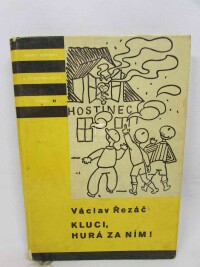 HOSTINEC
Václav Řezáč
KLUCI,
HURÁ ZA NÍM!